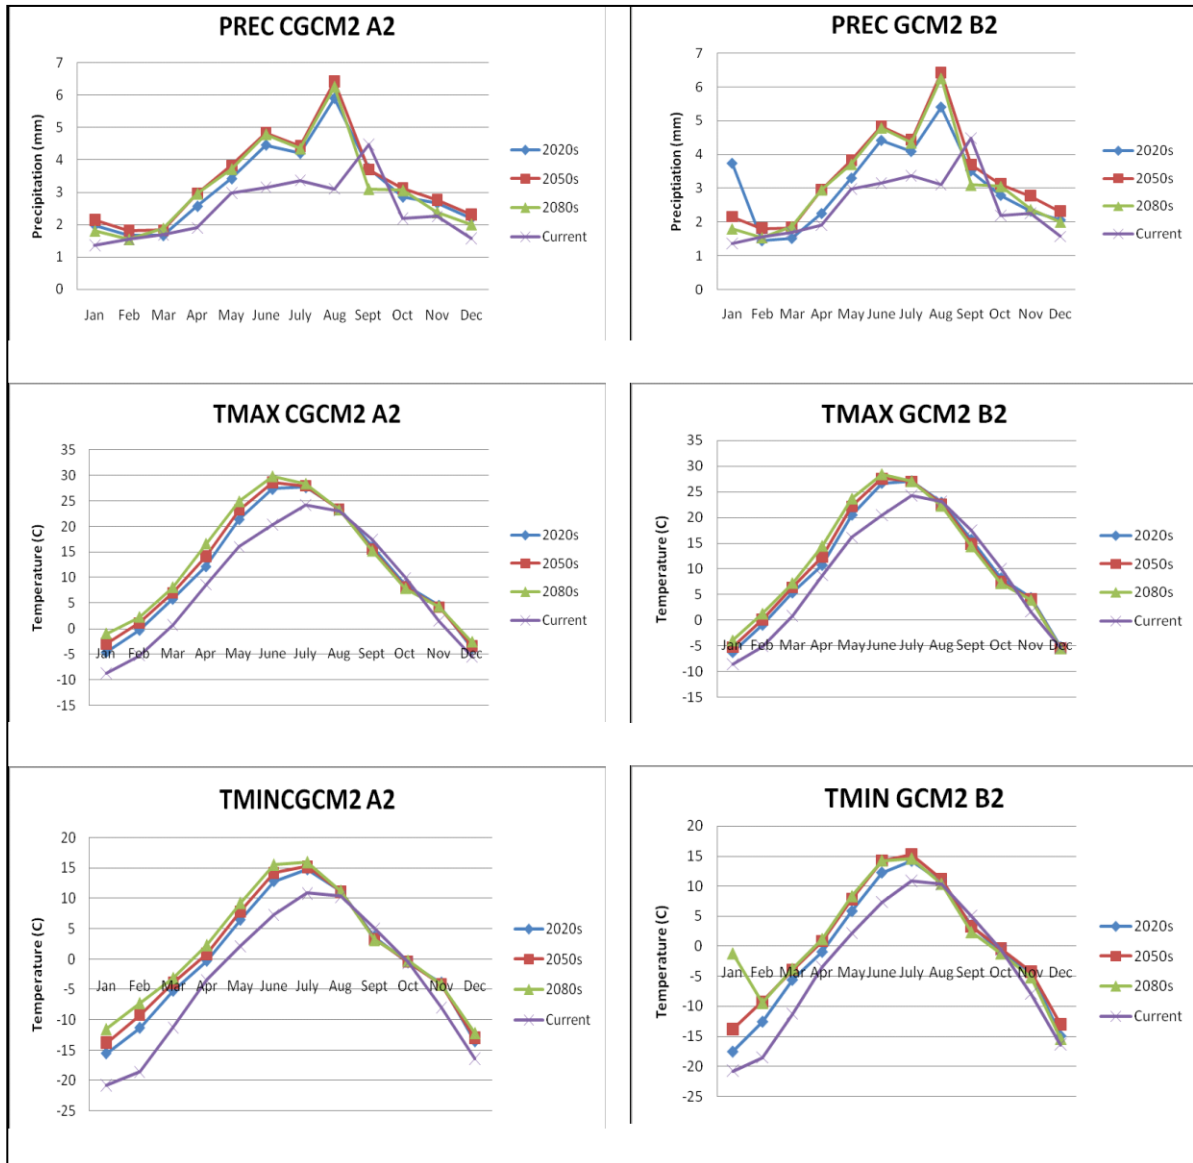 PREC CGCM2 A2
Precipitation (mm)
7
6
5
4
3
2
1
0
Jan Feb Mar Apr May June July Aug Sept Oct Nov Dec
2020s
2050s
2080s
Current
PREC GCM2 B2
Precipitation (mm)
7
6
5
4
3
2
1
0
Jan Feb Mar Apr May June July Aug Sept Oct Nov Dec
2020s
2050s
2080s
Current
TMAX CGCM2 A2
Temperature (C)
35
30
25
20
15
10
5
0
-5
-10
-15
Jan Feb Mar Apr May June July Aug Sept Oct Nov Dec
2020s
2050s
2080s
Current
TMAX GCM2 B2
Temperature (C)
35
30
25
20
15
10
5
0
-5
-10
-15
Jan Feb Mar Apr May June July Aug Sept Oct Nov Dec
2020s
2050s
2080s
Current
TMINCGCM2 A2
Temperature (C)
20
15
10
5
0
-5
-10
-15
-20
-25
Jan Feb Mar Apr May June July Aug Sept Oct Nov Dec
2020s
2050s
2080s
Current
TMIN GCM2 B2
Temperature (C)
20
15
10
5
0
-5
-10
-15
-20
-25
Jan Feb Mar Apr May June July Aug Sept Oct Nov Dec
2020s
2050s
2080s
Current